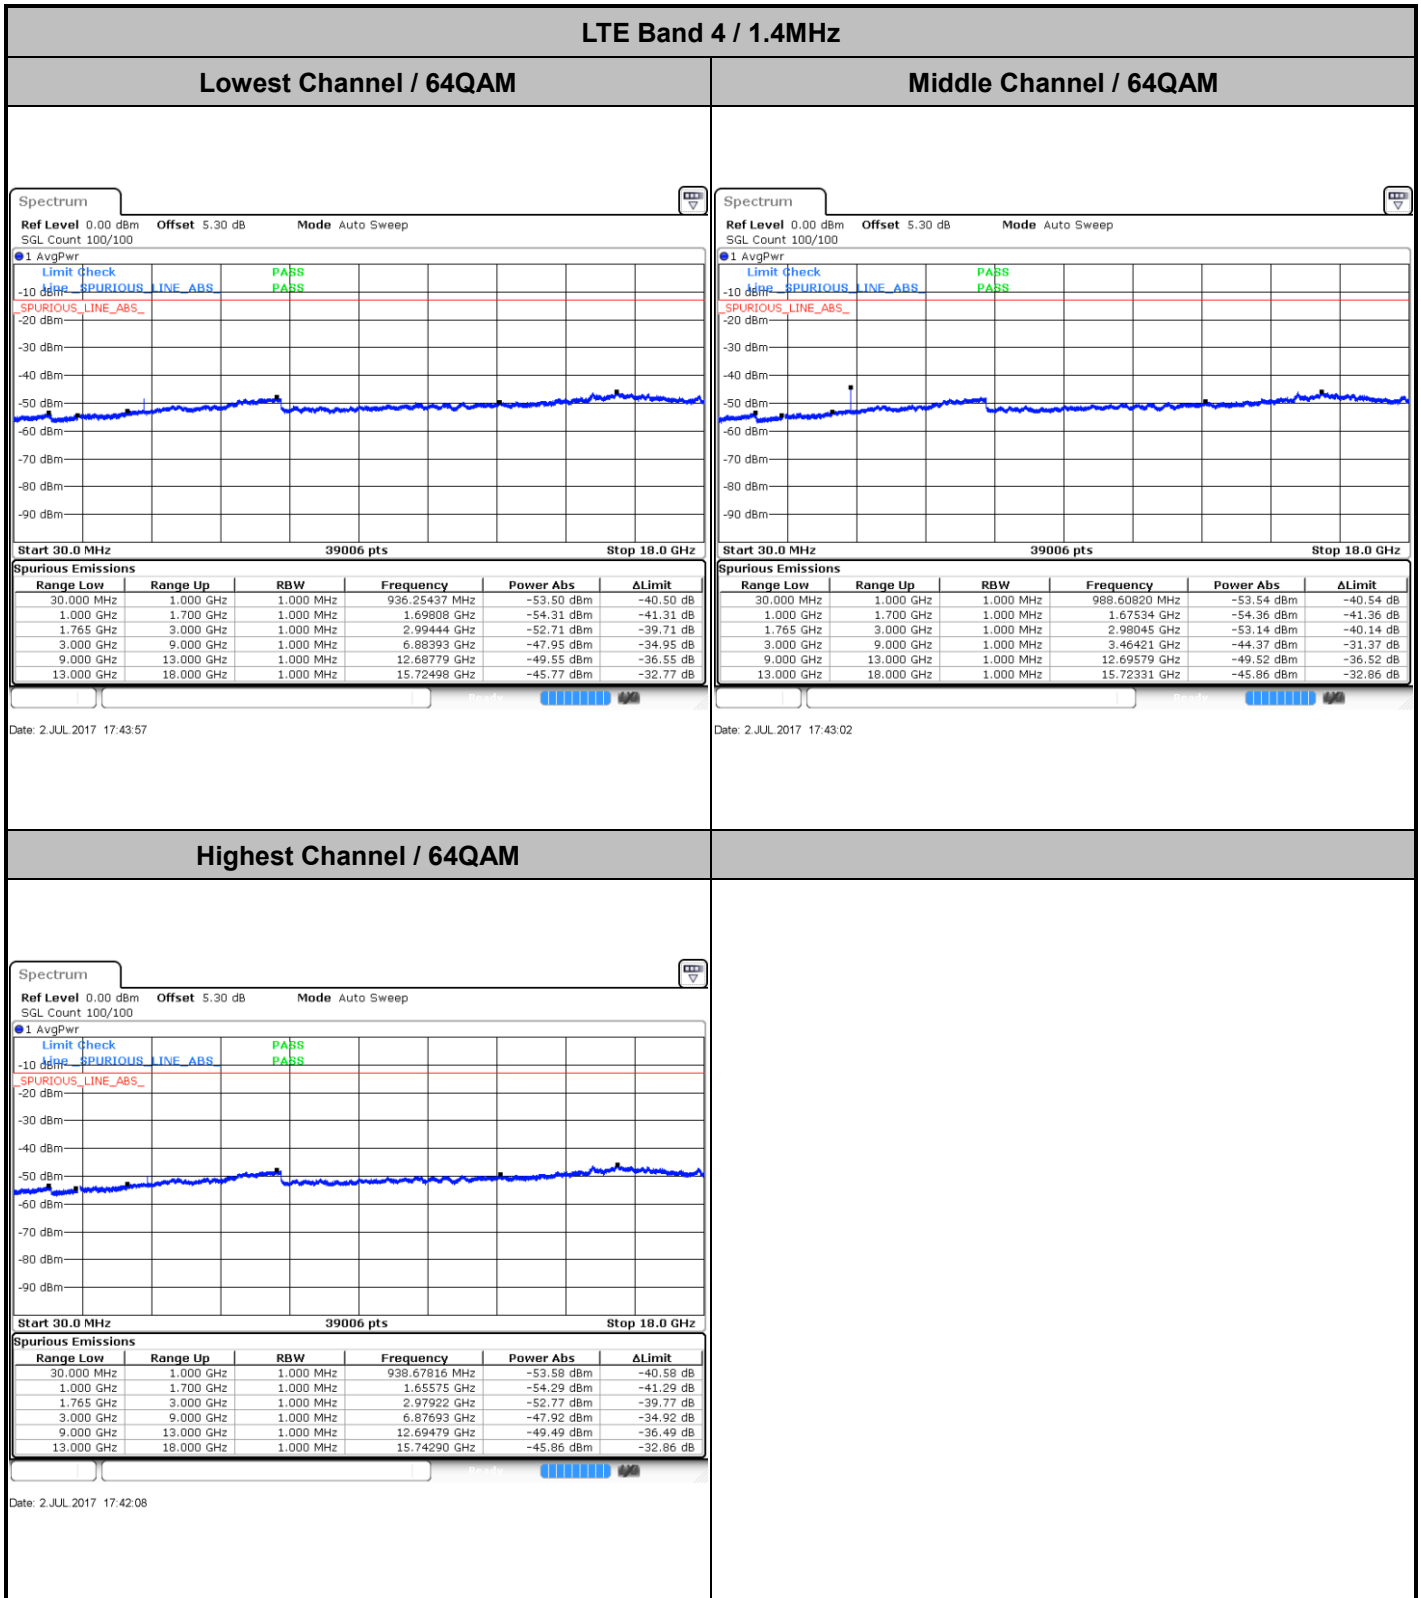 LTE Band 4 / 1.4MHz
Lowest Channel / 64QAM
Middle Channel / 64QAM
Spectrum
Ref Level 0.00 dBm Offset 5.30 dB Mode Auto Sweep
SGL Count 100/100
1 AvgPwr
Limit Check PASS
Line _SPURIOUS_LINE_ABS_ PASS
-10 dBm
_SPURIOUS_LINE_ABS_
-20 dBm
-30 dBm
-40 dBm
-50 dBm
-60 dBm
-70 dBm
-80 dBm
-90 dBm
Start 30.0 MHz 39006 pts Stop 18.0 GHz
Spurious Emissions
Range Low Range Up RBW Frequency Power Abs ΔLimit
30.000 MHz 1.000 GHz 1.000 MHz 936.25437 MHz -53.50 dBm -40.50 dB
1.000 GHz 1.700 GHz 1.000 MHz 1.69808 GHz -54.31 dBm -41.31 dB
1.765 GHz 3.000 GHz 1.000 MHz 2.99444 GHz -52.71 dBm -39.71 dB
3.000 GHz 9.000 GHz 1.000 MHz 6.88393 GHz -47.95 dBm -34.95 dB
9.000 GHz 13.000 GHz 1.000 MHz 12.68779 GHz -49.55 dBm -36.55 dB
13.000 GHz 18.000 GHz 1.000 MHz 15.72498 GHz -45.77 dBm -32.77 dB
Ready
Date: 2.JUL.2017 17:43:57
Spectrum
Ref Level 0.00 dBm Offset 5.30 dB Mode Auto Sweep
SGL Count 100/100
1 AvgPwr
Limit Check PASS
Line _SPURIOUS_LINE_ABS_ PASS
-10 dBm
_SPURIOUS_LINE_ABS_
-20 dBm
-30 dBm
-40 dBm
-50 dBm
-60 dBm
-70 dBm
-80 dBm
-90 dBm
Start 30.0 MHz 39006 pts Stop 18.0 GHz
Spurious Emissions
Range Low Range Up RBW Frequency Power Abs ΔLimit
30.000 MHz 1.000 GHz 1.000 MHz 988.60820 MHz -53.54 dBm -40.54 dB
1.000 GHz 1.700 GHz 1.000 MHz 1.67534 GHz -54.36 dBm -41.36 dB
1.765 GHz 3.000 GHz 1.000 MHz 2.98045 GHz -53.14 dBm -40.14 dB
3.000 GHz 9.000 GHz 1.000 MHz 3.46421 GHz -44.37 dBm -31.37 dB
9.000 GHz 13.000 GHz 1.000 MHz 12.69579 GHz -49.52 dBm -36.52 dB
13.000 GHz 18.000 GHz 1.000 MHz 15.72331 GHz -45.86 dBm -32.86 dB
Ready
Date: 2.JUL.2017 17:43:02
Highest Channel / 64QAM
Spectrum
Ref Level 0.00 dBm Offset 5.30 dB Mode Auto Sweep
SGL Count 100/100
1 AvgPwr
Limit Check PASS
Line _SPURIOUS_LINE_ABS_ PASS
-10 dBm
_SPURIOUS_LINE_ABS_
-20 dBm
-30 dBm
-40 dBm
-50 dBm
-60 dBm
-70 dBm
-80 dBm
-90 dBm
Start 30.0 MHz 39006 pts Stop 18.0 GHz
Spurious Emissions
Range Low Range Up RBW Frequency Power Abs ΔLimit
30.000 MHz 1.000 GHz 1.000 MHz 938.67816 MHz -53.58 dBm -40.58 dB
1.000 GHz 1.700 GHz 1.000 MHz 1.65575 GHz -54.29 dBm -41.29 dB
1.765 GHz 3.000 GHz 1.000 MHz 2.97922 GHz -52.77 dBm -39.77 dB
3.000 GHz 9.000 GHz 1.000 MHz 6.87693 GHz -47.92 dBm -34.92 dB
9.000 GHz 13.000 GHz 1.000 MHz 12.69479 GHz -49.49 dBm -36.49 dB
13.000 GHz 18.000 GHz 1.000 MHz 15.74290 GHz -45.86 dBm -32.86 dB
Ready
Date: 2.JUL.2017 17:42:08